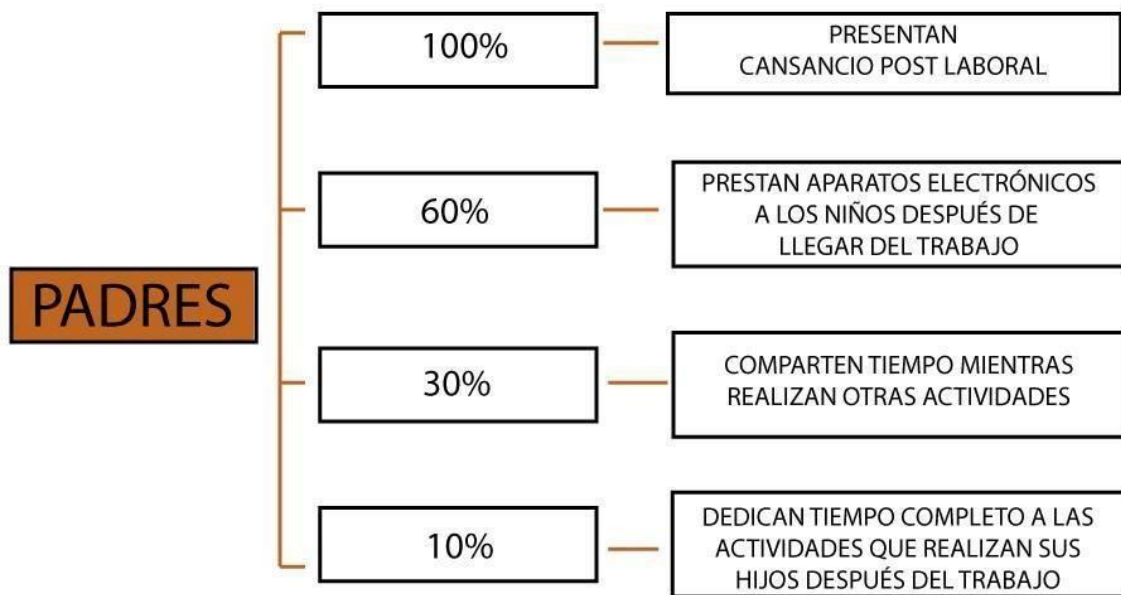 PADRES
100%
PRESENTAN
CANSANCIO POST LABORAL
60%
PRESTAN APARATOS ELECTRÓNICOS
A LOS NIÑOS DESPUÉS DE
LLEGAR DEL TRABAJO
30%
COMPARTEN TIEMPO MIENTRAS
REALIZAN OTRAS ACTIVIDADES
10%
DEDICAN TIEMPO COMPLETO A LAS
ACTIVIDADES QUE REALIZAN SUS
HIJOS DESPUÉS DEL TRABAJO